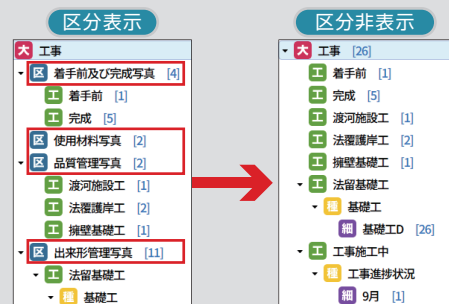 区分表示
大 工事
区 着手前及び完成写真 [4]
工 着手前 [1]
工 完成 [5]
区 使用材料写真 [2]
区 品質管理写真 [2]
工 渡河施設工 [1]
工 法覆護岸工 [2]
工 擁壁基礎工 [1]
区 出来形管理写真 [11]
工 法留基礎工
種 基礎工
区分非表示
大 工事 [26]
工 着手前 [1]
工 完成 [5]
工 渡河施設工 [1]
工 法覆護岸工 [2]
工 擁壁基礎工 [1]
工 法留基礎工
種 基礎工
細 基礎工D [26]
工 工事施工中
種 工事進捗状況
細 9月 [1]